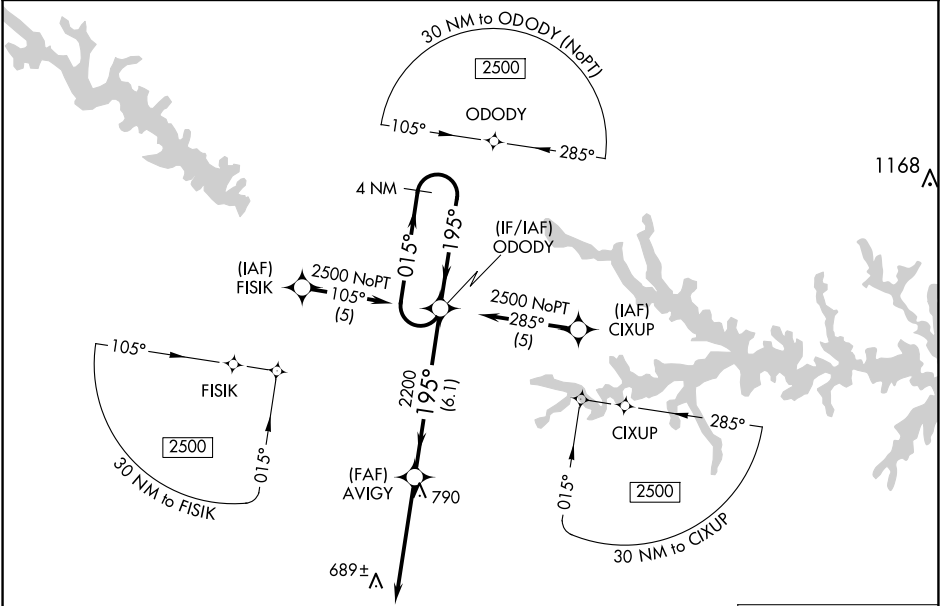 30 NM to ODODY (NoPT)
2500
ODODY
105°
285°
1168
4 NM
015°
195°
(IF/IAF)
ODODY
(IAF)
FISIK
2500 NoPT
105°
(5)
2500 NoPT
285°
(5)
(IAF)
CIXUP
105°
FISIK
2500
015°
30 NM to FISIK
2200
195°
(6.1)
CIXUP
285°
015°
2500
30 NM to CIXUP
(FAF)
AVIGY
790
689±